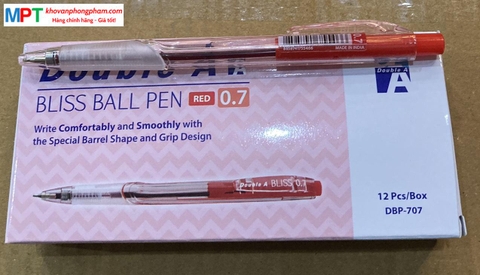 MPT
khovanphongpham.com
Hàng chính hãng - Giá tốt!
0.7
MADE IN INDIA
Double A
Double A
BLISS BALL PEN RED 0.7
Write Comfortably and Smoothly with
the Special Barrel Shape and Grip Design
Double A BLISS 0.7
12 Pcs/Box
DBP-707